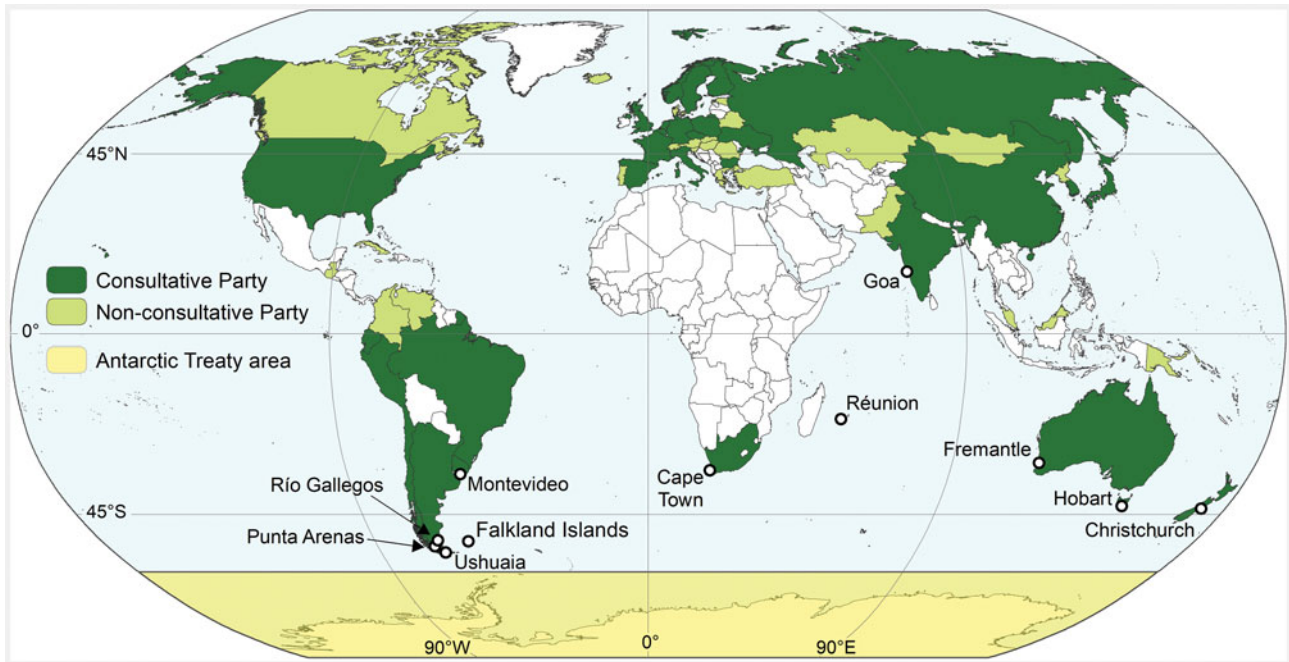 45°N
Consultative Party
Non-consultative Party
Goa
0°
Antarctic Treaty area
Réunion
Fremantle
Río Gallegos
Montevideo
Cape
Town
Hobart
45°S
Falkland Islands
Christchurch
Punta Arenas
Ushuaia
90°W
0°
90°E